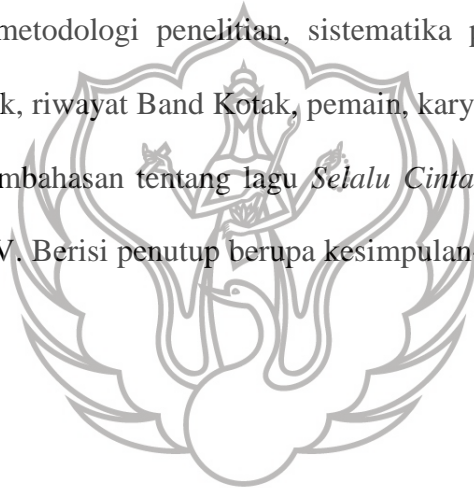 metodologi penelitian, sistematika p
k, riwayat Band Kotak, pemain, kary
mbahasan tentang lagu Selalu Cinta
V. Berisi penutup berupa kesimpulan